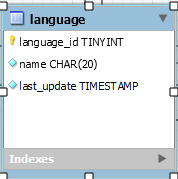 language
language_id TINYINT
name CHAR(20)
last_update TIMESTAMP
Indexes